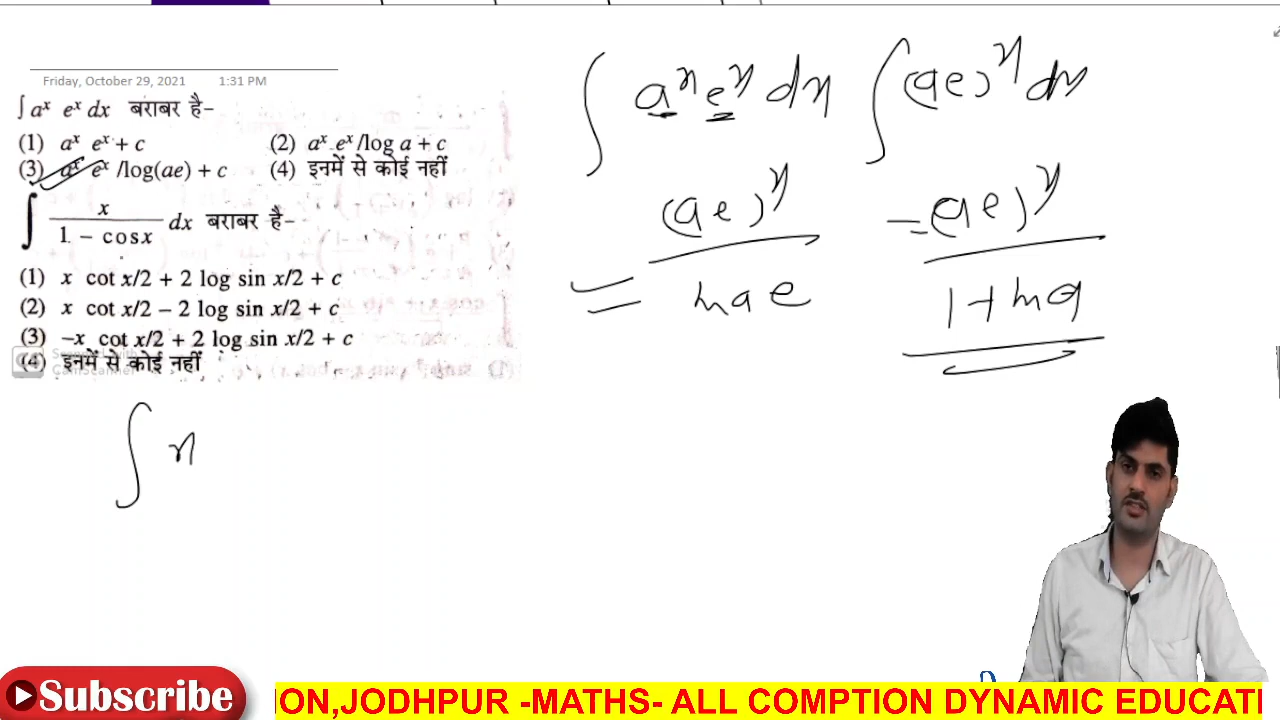 Friday, October 29, 2021 1:31 PM
∫ aˣ eˣ dx बराबर है–
(1) aˣ eˣ + c (2) aˣ eˣ /log a + c
(3) aˣ eˣ /log(ae) + c (4) इनमें से कोई नहीं
∫ x / (1 – cosx) dx बराबर है–
(1) x cot x/2 + 2 log sin x/2 + c
(2) x cot x/2 – 2 log sin x/2 + c
(3) –x cot x/2 + 2 log sin x/2 + c
(4) इनमें से कोई नहीं
CamScanner
∫ x
∫ aˣ eˣ dx ∫ (ae)ˣ dx
= (ae)ˣ / ln a e = (ae)ˣ / 1 + ln a
Subscribe
ION,JODHPUR -MATHS- ALL COMPTION DYNAMIC EDUCATI